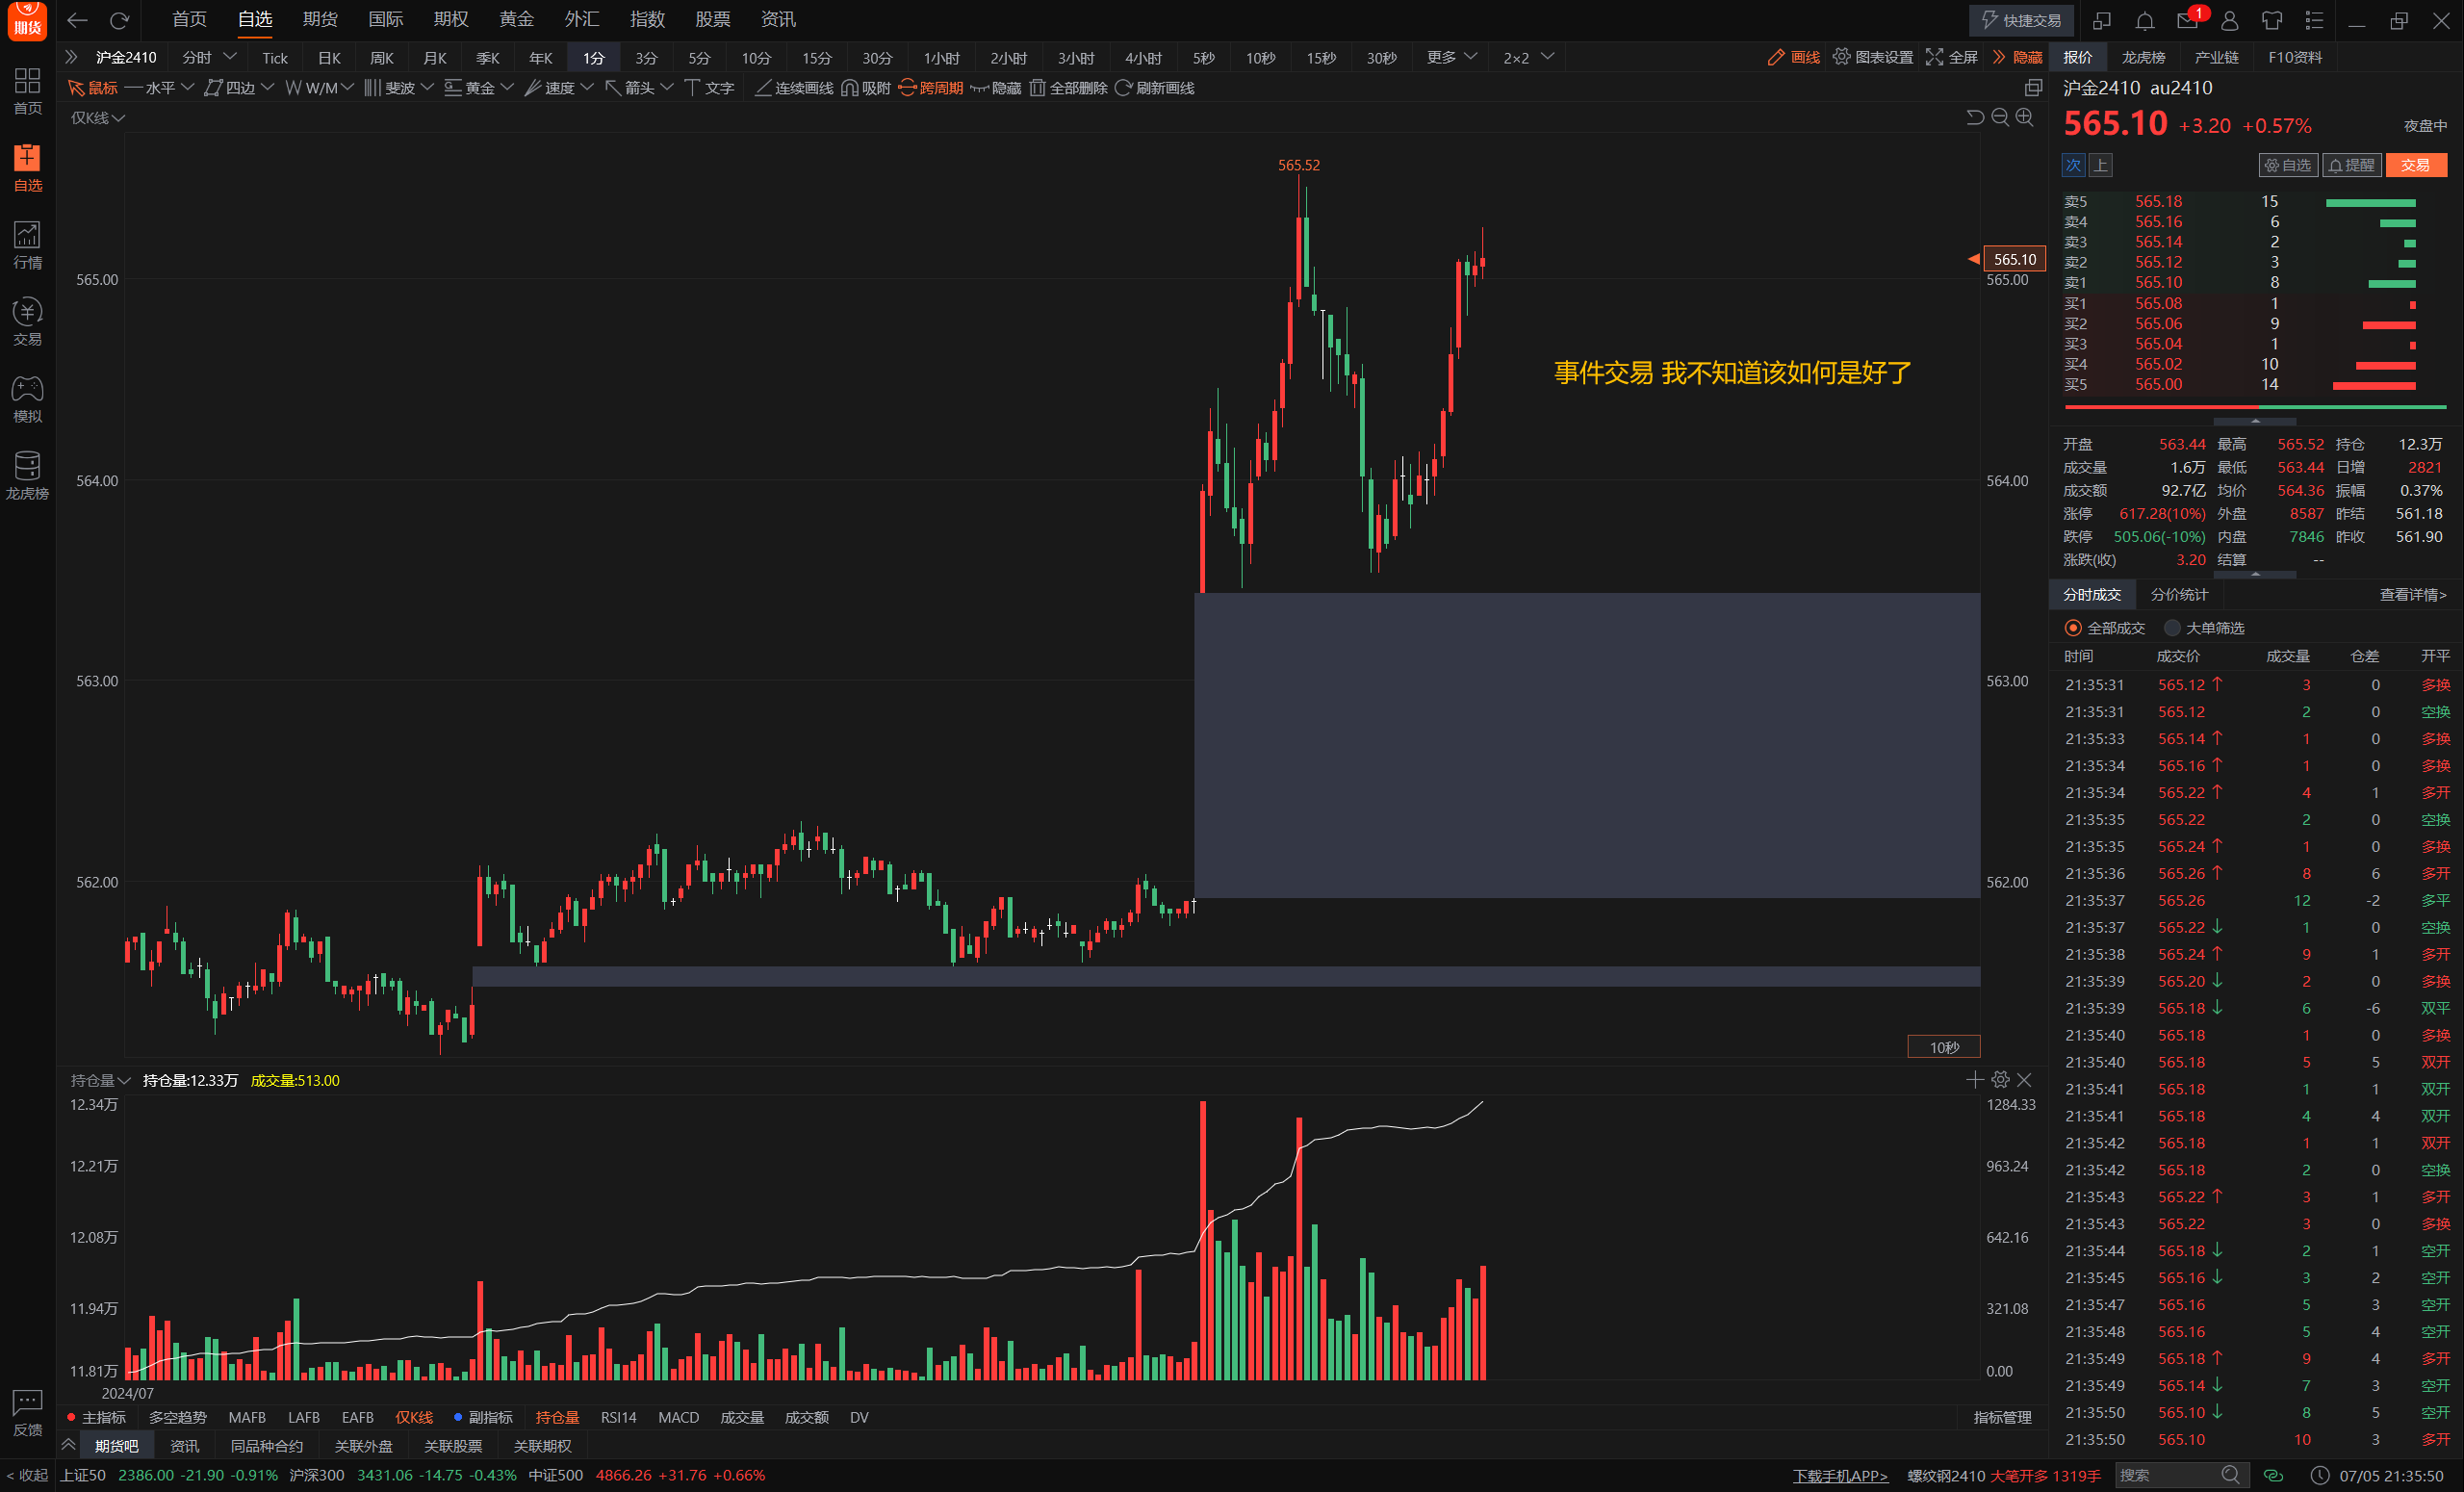 期货 首页 自选 期货 国际 期权 黄金 外汇 指数 股票 资讯 快捷交易 1
沪金2410 分时 Tick 日K 周K 月K 季K 年K 1分 3分 5分 10分 15分 30分 1小时 2小时 3小时 4小时 5秒 10秒 15秒 30秒 更多 2×2 画线 图表设置 全屏 隐藏 报价 龙虎榜 产业链 F10资料
鼠标 水平 四边 W/M 斐波 黄金 速度 箭头 文字 连续画线 吸附 跨周期 隐藏 全部删除 刷新画线
首页
自选
行情
交易
模拟
龙虎榜
反馈
仅K线
565.52
565.00
564.00
563.00
562.00
事件交易 我不知道该如何是好了
565.10
565.00
564.00
563.00
562.00
10秒
持仓量 持仓量:12.33万 成交量:513.00
12.34万 1284.33
12.21万 963.24
12.08万 642.16
11.94万 321.08
11.81万 0.00
2024/07
主指标 多空趋势 MAFB LAFB EAFB 仅K线 副指标 持仓量 RSI14 MACD 成交量 成交额 DV 指标管理
期货吧 资讯 同品种合约 关联外盘 关联股票 关联期权
沪金2410 au2410
565.10 +3.20 +0.57% 夜盘中
次 上 自选 提醒 交易
卖5 565.18 15
卖4 565.16 6
卖3 565.14 2
卖2 565.12 3
卖1 565.10 8
买1 565.08 1
买2 565.06 9
买3 565.04 1
买4 565.02 10
买5 565.00 14
开盘 563.44 最高 565.52 持仓 12.3万
成交量 1.6万 最低 563.44 日增 2821
成交额 92.7亿 均价 564.36 振幅 0.37%
涨停 617.28(10%) 外盘 8587 昨结 561.18
跌停 505.06(-10%) 内盘 7846 昨收 561.90
涨跌(收) 3.20 结算 --
分时成交 分价统计 查看详情>
全部成交 大单筛选
时间 成交价 成交量 仓差 开平
21:35:31 565.12↑ 3 0 多换
21:35:31 565.12 2 0 空换
21:35:33 565.14↑ 1 0 多换
21:35:34 565.16↑ 1 0 多换
21:35:34 565.22↑ 4 1 多开
21:35:35 565.22 2 0 空换
21:35:35 565.24↑ 1 0 多换
21:35:36 565.26↑ 8 6 多开
21:35:37 565.26 12 -2 多平
21:35:37 565.22↓ 1 0 空换
21:35:38 565.24↑ 9 1 多开
21:35:39 565.20↓ 2 0 多换
21:35:39 565.18↓ 6 -6 双平
21:35:40 565.18 1 0 多换
21:35:40 565.18 5 5 双开
21:35:41 565.18 1 1 双开
21:35:41 565.18 4 4 双开
21:35:42 565.18 1 1 双开
21:35:42 565.18 2 0 空换
21:35:43 565.22↑ 3 1 多开
21:35:43 565.22 3 0 多换
21:35:44 565.18↓ 2 1 空开
21:35:45 565.16↓ 3 2 空开
21:35:47 565.16 5 3 空开
21:35:48 565.16 5 4 空开
21:35:49 565.18↑ 9 4 多开
21:35:49 565.14↓ 7 3 空开
21:35:50 565.10↓ 8 5 空开
21:35:50 565.10 10 3 多开
< 收起 上证50 2386.00 -21.90 -0.91% 沪深300 3431.06 -14.75 -0.43% 中证500 4866.26 +31.76 +0.66% 下载手机APP> 螺纹钢2410 大笔开多 1319手 搜索 07/05 21:35:50